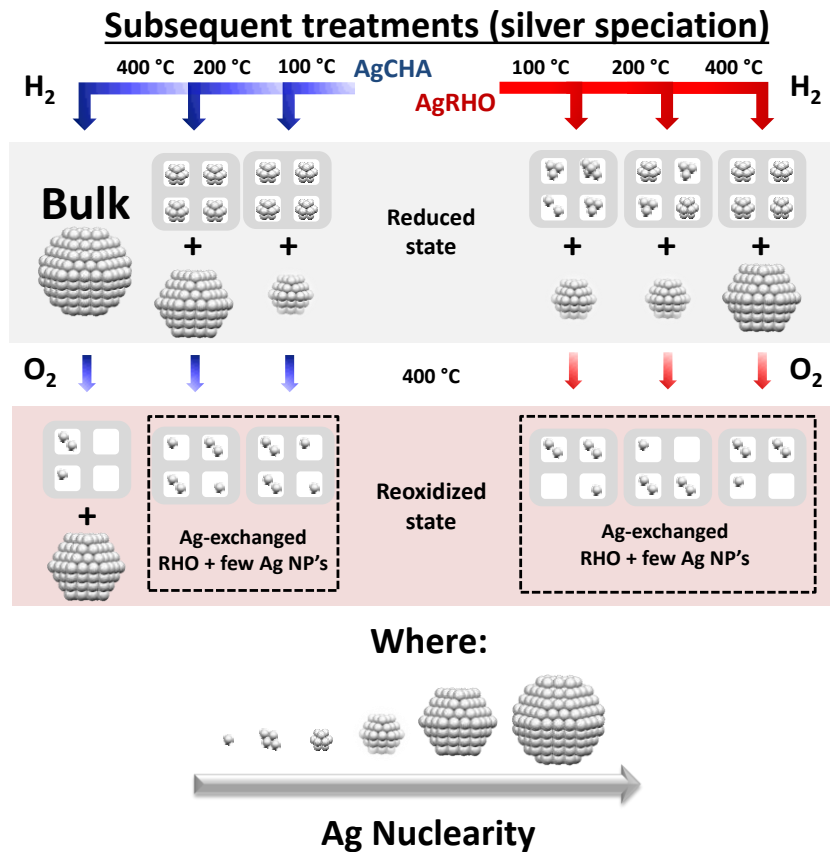 Subsequent treatments (silver speciation)
400 °C
200 °C
100 °C
AgCHA
100 °C
200 °C
400 °C
H2
AgRHO
H2
Bulk
+
+
Reduced
state
+
+
+
O2
400 °C
O2
+
Ag-exchanged
RHO + few Ag NP's
Reoxidized
state
Ag-exchanged
RHO + few Ag NP's
Where:
Ag Nuclearity